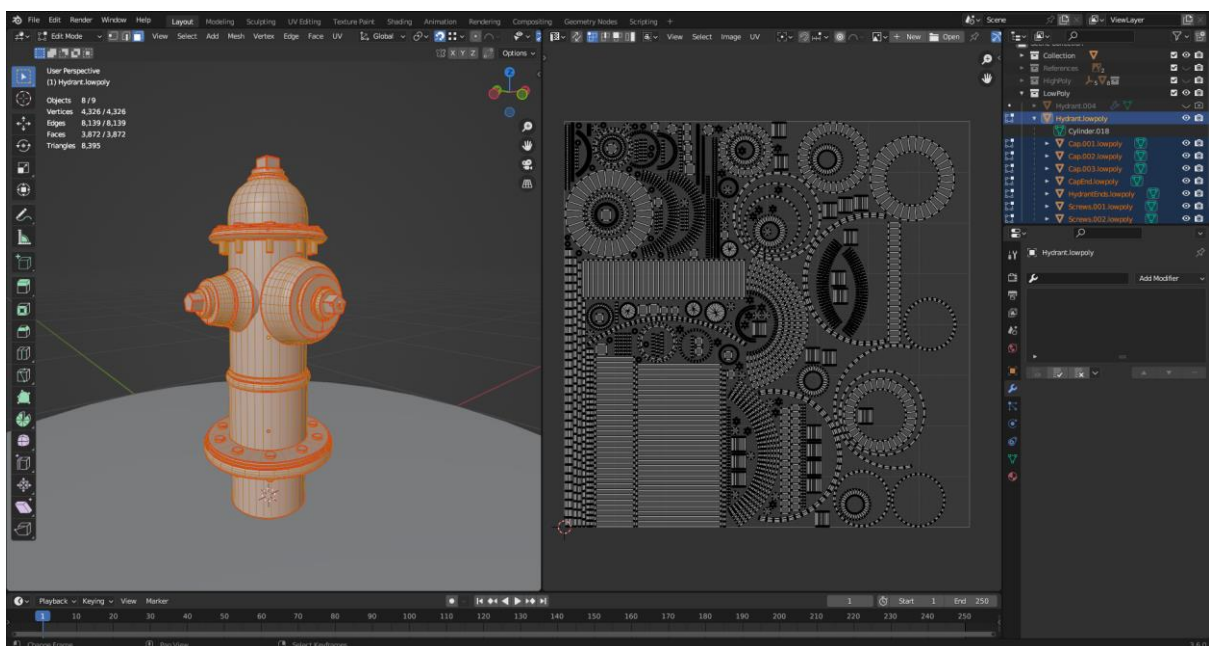 File Edit Render Window Help Layout Modeling Sculpting UV Editing Texture Paint Shading Animation Rendering Compositing Geometry Nodes Scripting + Scene ViewLayer
Edit Mode View Select Add Mesh Vertex Edge Face UV Global View Select Image UV New Open
X Y Z Options
User Perspective
(1) Hydrant.lowpoly
Objects 8/9
Vertices 4,326/4,326
Edges 8,139/8,139
Faces 3,872/3,872
Triangles 8,395
Z
Scene Collection
Collection
References 2
HighPoly
LowPoly
Hydrant.004
Hydrant.lowpoly
Cylinder.018
Cap.001.lowpoly
Cap.002.lowpoly
Cap.003.lowpoly
CapEnd.lowpoly
HydrantEnds.lowpoly
Screws.001.lowpoly
Screws.002.lowpoly
Hydrant.lowpoly
Add Modifier
Playback Keying View Marker 1 Start 1 End 250
1 10 20 30 40 50 60 70 80 90 100 110 120 130 140 150 160 170 180 190 200 210 220 230 240 250
Change Frame Pan View Select Keyframes 3.6.0